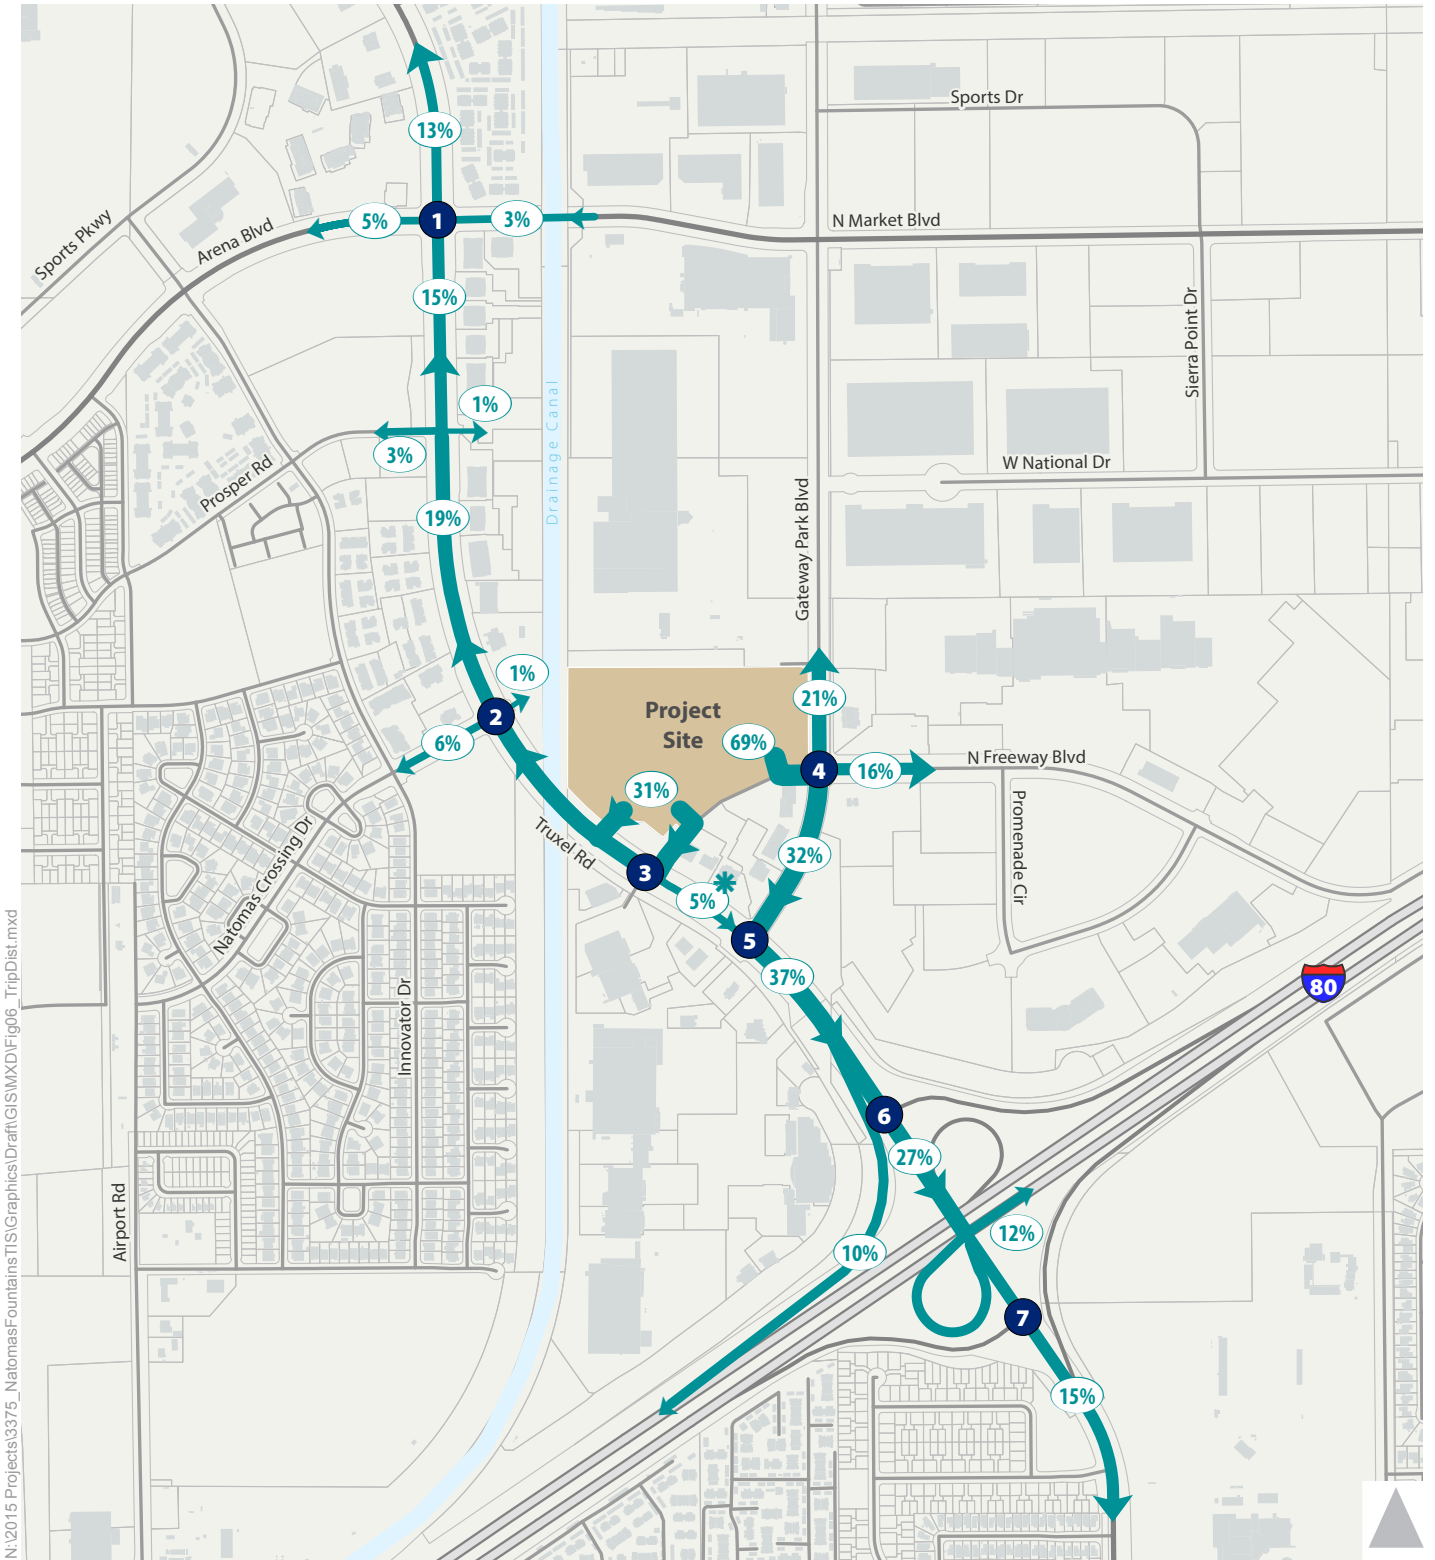 Sports Dr
13%
Sports Pkwy
Arena Blvd
5%
1
3%
N Market Blvd
15%
Sierra Point Dr
Drainage Canal
1%
3%
Prosper Rd
W National Dr
Gateway Park Blvd
19%
1%
2
6%
Project
Site
21%
69%
4
16%
N Freeway Blvd
31%
Promenade Cir
Truxel Rd
Natomas Crossing Dr
3
32%
5%
5
37%
80
Innovator Dr
6
27%
Airport Rd
10%
12%
7
15%
N:\2015 Projects\3375_NatomasFountainsTIS\Graphics\Draft\GIS\MXD\Fig06_TripDist.mxd